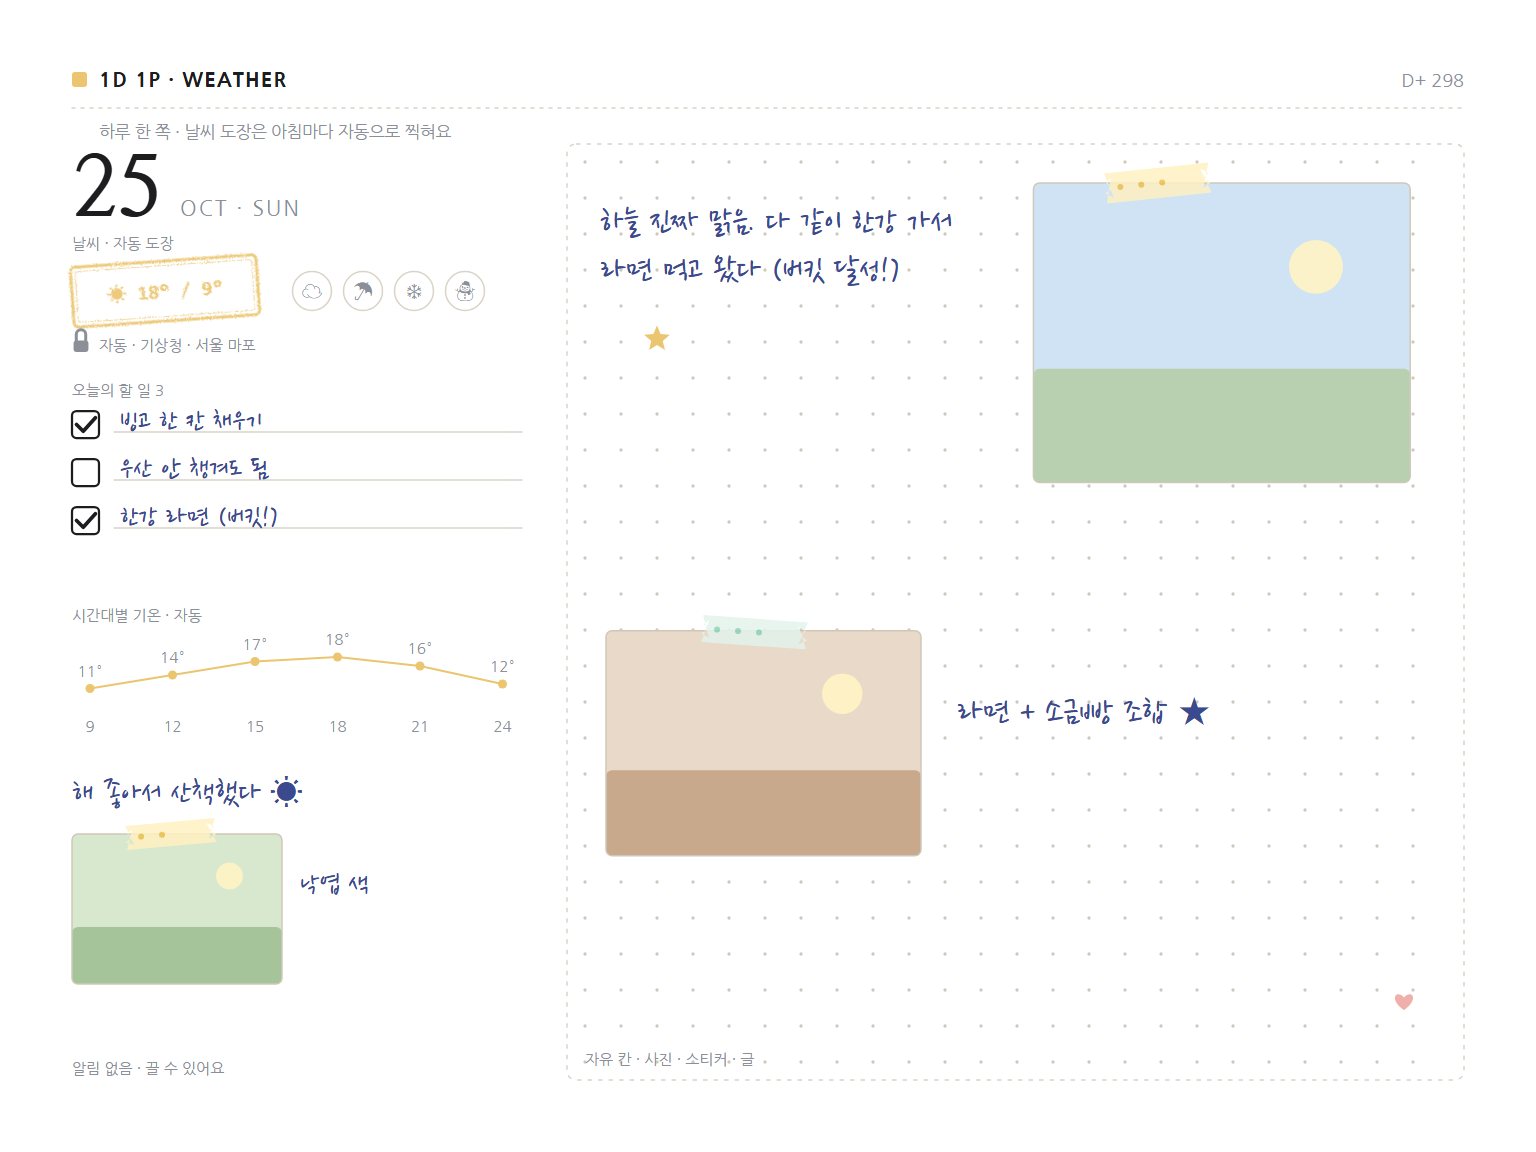 1D 1P · WEATHER
D+ 298
하루 한 쪽 · 날씨 도장은 아침마다 자동으로 찍혀요
25 OCT · SUN
날씨 · 자동 도장
18° / 9°
자동 · 기상청 · 서울 마포
오늘의 할 일 3
빙고 한 칸 채우기
우산 안 챙겨도 됨
한강 라면 (버킷!)
시간대별 기온 · 자동
11° 14° 17° 18° 16° 12°
9 12 15 18 21 24
해 좋아서 산책했다
낙엽 색
알림 없음 · 끌 수 있어요
하늘 진짜 맑음. 다 같이 한강 가서
라면 먹고 왔다 (버킷 달성!)
라면 + 소금빵 조합 ★
자유 칸 · 사진 · 스티커 · 글